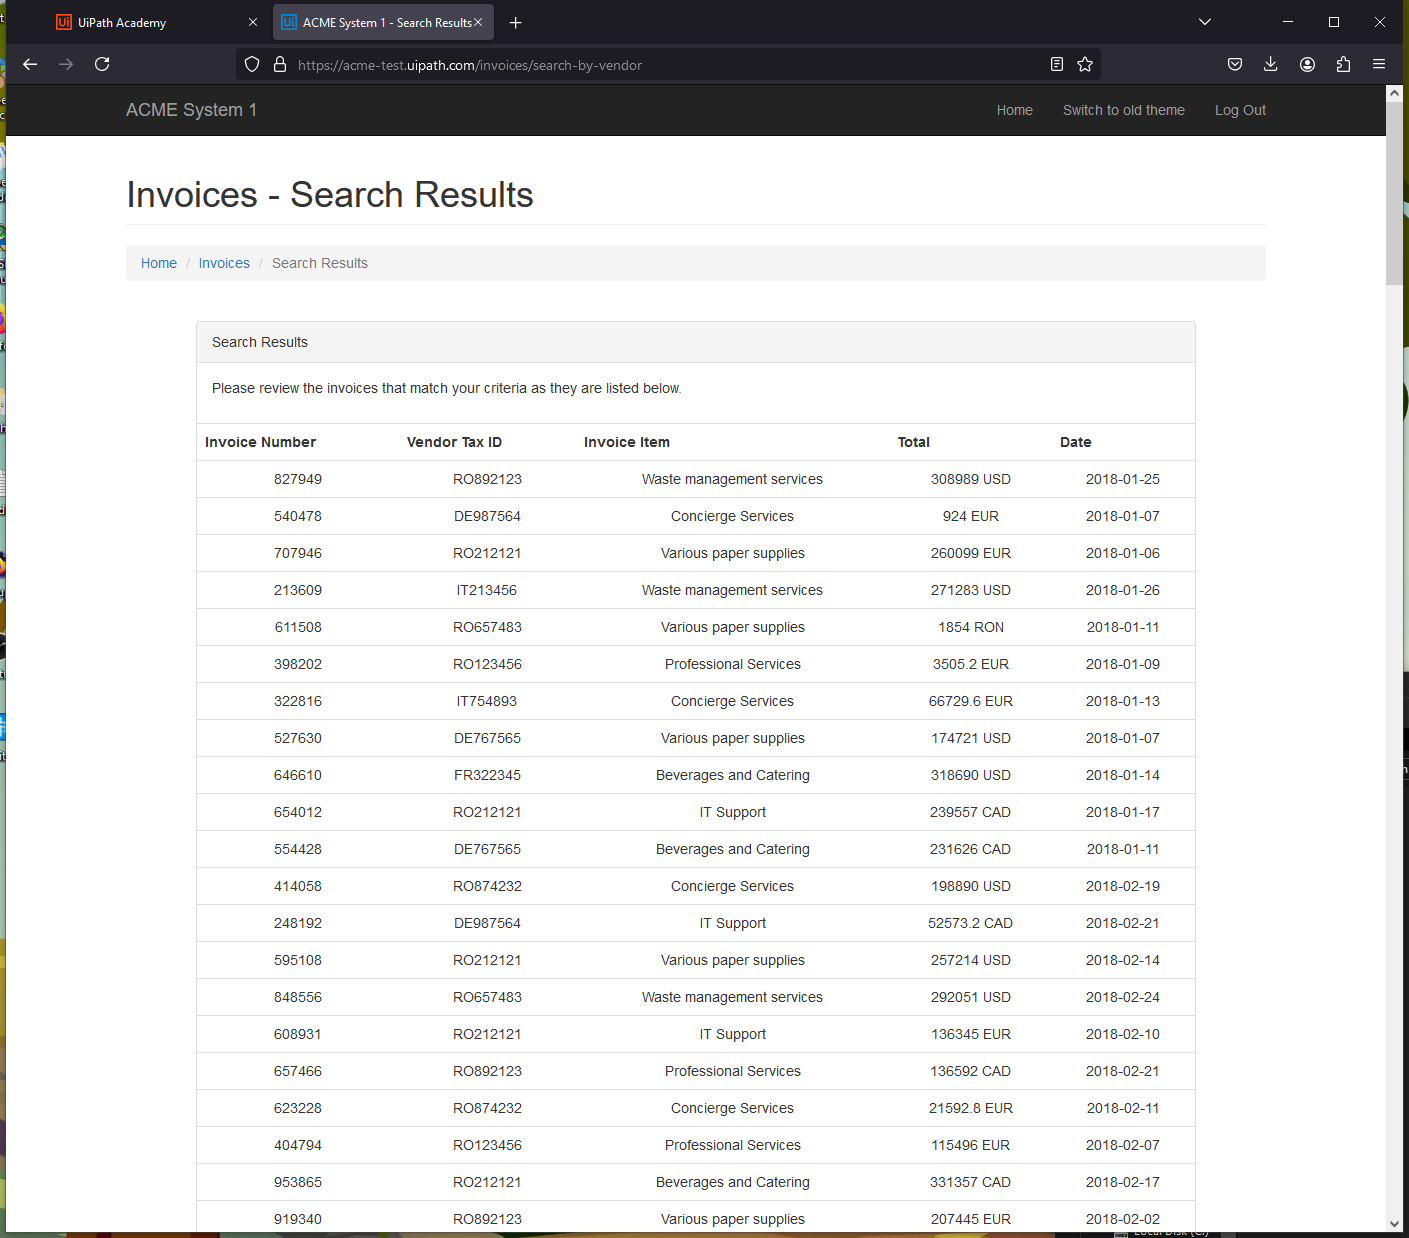 UiPath Academy
ACME System 1 - Search Results
https://acme-test.uipath.com/invoices/search-by-vendor
ACME System 1 Home Switch to old theme Log Out
Invoices - Search Results
Home / Invoices / Search Results
Search Results
Please review the invoices that match your criteria as they are listed below.
Invoice Number Vendor Tax ID Invoice Item Total Date
827949 RO892123 Waste management services 308989 USD 2018-01-25
540478 DE987564 Concierge Services 924 EUR 2018-01-07
707946 RO212121 Various paper supplies 260099 EUR 2018-01-06
213609 IT213456 Waste management services 271283 USD 2018-01-26
611508 RO657483 Various paper supplies 1854 RON 2018-01-11
398202 RO123456 Professional Services 3505.2 EUR 2018-01-09
322816 IT754893 Concierge Services 66729.6 EUR 2018-01-13
527630 DE767565 Various paper supplies 174721 USD 2018-01-07
646610 FR322345 Beverages and Catering 318690 USD 2018-01-14
654012 RO212121 IT Support 239557 CAD 2018-01-17
554428 DE767565 Beverages and Catering 231626 CAD 2018-01-11
414058 RO874232 Concierge Services 198890 USD 2018-02-19
248192 DE987564 IT Support 52573.2 CAD 2018-02-21
595108 RO212121 Various paper supplies 257214 USD 2018-02-14
848556 RO657483 Waste management services 292051 USD 2018-02-24
608931 RO212121 IT Support 136345 EUR 2018-02-10
657466 RO892123 Professional Services 136592 CAD 2018-02-21
623228 RO874232 Concierge Services 21592.8 EUR 2018-02-11
404794 RO123456 Professional Services 115496 EUR 2018-02-07
953865 RO212121 Beverages and Catering 331357 CAD 2018-02-17
919340 RO892123 Various paper supplies 207445 EUR 2018-02-02